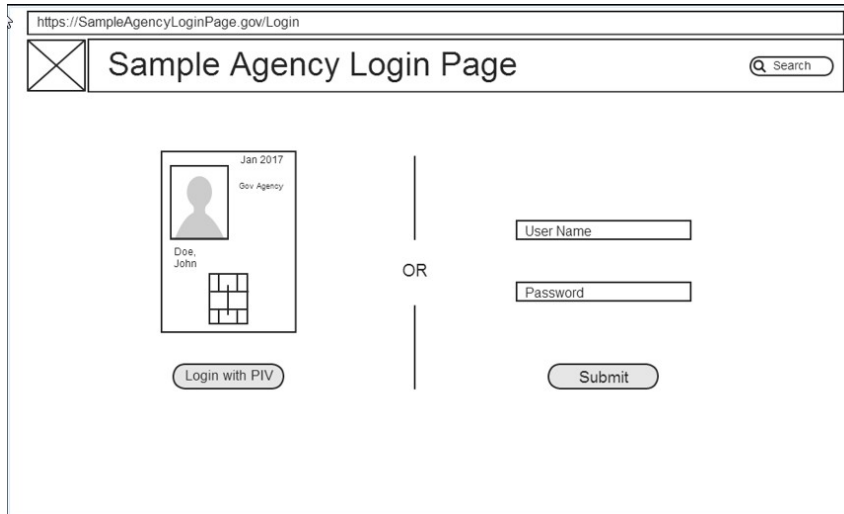 https://SampleAgencyLoginPage.gov/Login
Sample Agency Login Page
Search
Jan 2017
Gov Agency
Doe,
John
Login with PIV
OR
User Name
Password
Submit